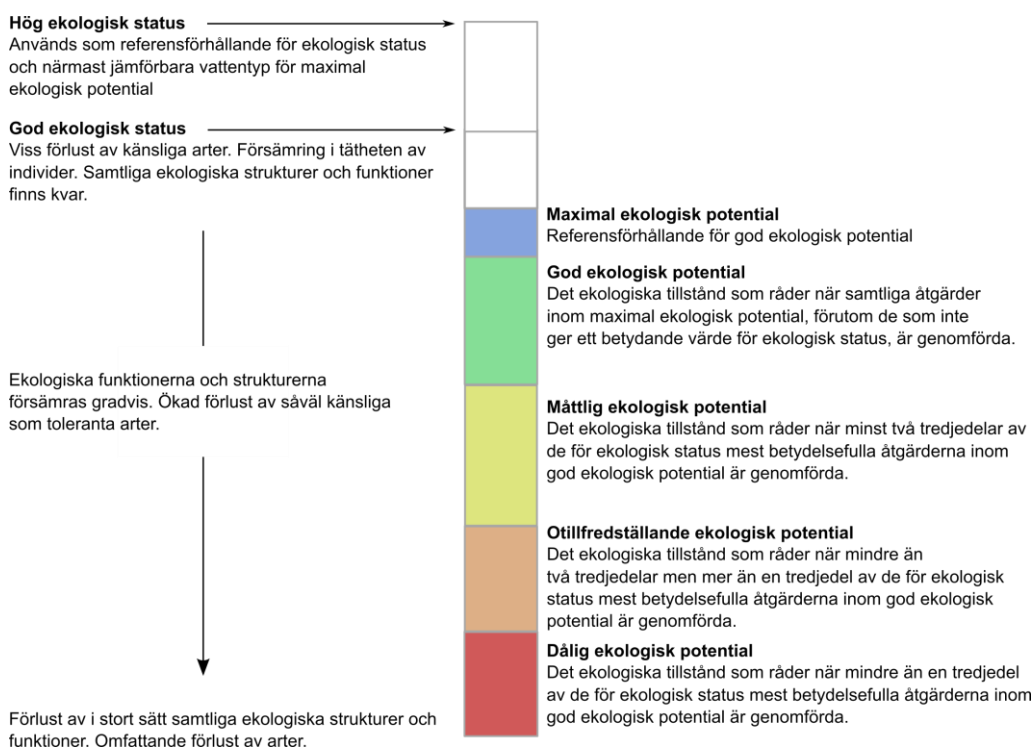 Hög ekologisk status
Används som referensförhållande för ekologisk status
och närmast jämförbara vattentyp för maximal
ekologisk potential
God ekologisk status
Viss förlust av känsliga arter. Försämring i tätheten av
individer. Samtliga ekologiska strukturer och funktioner
finns kvar.
Ekologiska funktionerna och strukturerna
försämras gradvis. Ökad förlust av såväl känsliga
som toleranta arter.
Förlust av i stort sätt samtliga ekologiska strukturer och
funktioner. Omfattande förlust av arter.
Maximal ekologisk potential
Referensförhållande för god ekologisk potential
God ekologisk potential
Det ekologiska tillstånd som råder när samtliga åtgärder
inom maximal ekologisk potential, förutom de som inte
ger ett betydande värde för ekologisk status, är genomförda.
Måttlig ekologisk potential
Det ekologiska tillstånd som råder när minst två tredjedelar av
de för ekologisk status mest betydelsefulla åtgärderna inom
god ekologisk potential är genomförda.
Otillfredställande ekologisk potential
Det ekologiska tillstånd som råder när mindre än
två tredjedelar men mer än en tredjedel av de för ekologisk
status mest betydelsefulla åtgärderna inom god ekologisk
potential är genomförda.
Dålig ekologisk potential
Det ekologiska tillstånd som råder när mindre än en tredjedel
av de för ekologisk status mest betydelsefulla åtgärderna inom
god ekologisk potential är genomförda.